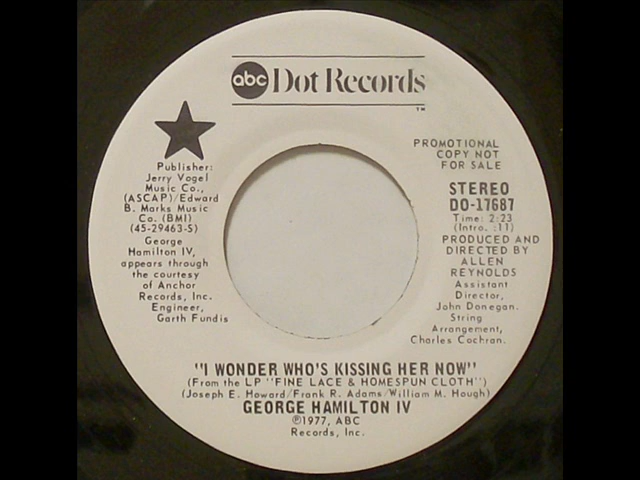 abc Dot Records
™
PROMOTIONAL
COPY NOT
FOR SALE
Publisher:
Jerry Vogel
Music Co.,
(ASCAP)/Edward
B. Marks Music
Co. (BMI)
(45-29463-S)
George
Hamilton IV,
appears through
the courtesy
of Anchor
Records, Inc.
Engineer,
Garth Fundis
STEREO
DO-17687
Time: 2:23
(Intro. :11)
PRODUCED AND
DIRECTED BY
ALLEN
REYNOLDS
Assistant
Director,
John Donegan.
String
Arrangement,
Charles Cochran.
"I WONDER WHO'S KISSING HER NOW"
(From the LP "FINE LACE & HOMESPUN CLOTH")
(Joseph E. Howard/Frank R. Adams/William M. Hough)
GEORGE HAMILTON IV
℗1977, ABC
Records, Inc.